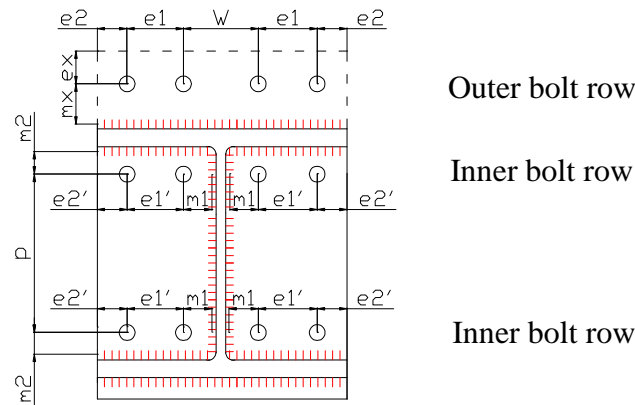 e2 e1 W e1 e2
ex
mx
Outer bolt row
m2
Inner bolt row
e2' e1' m1 m1 e1' e2'
p
e2' e1' m1 m1 e1' e2'
Inner bolt row
m2